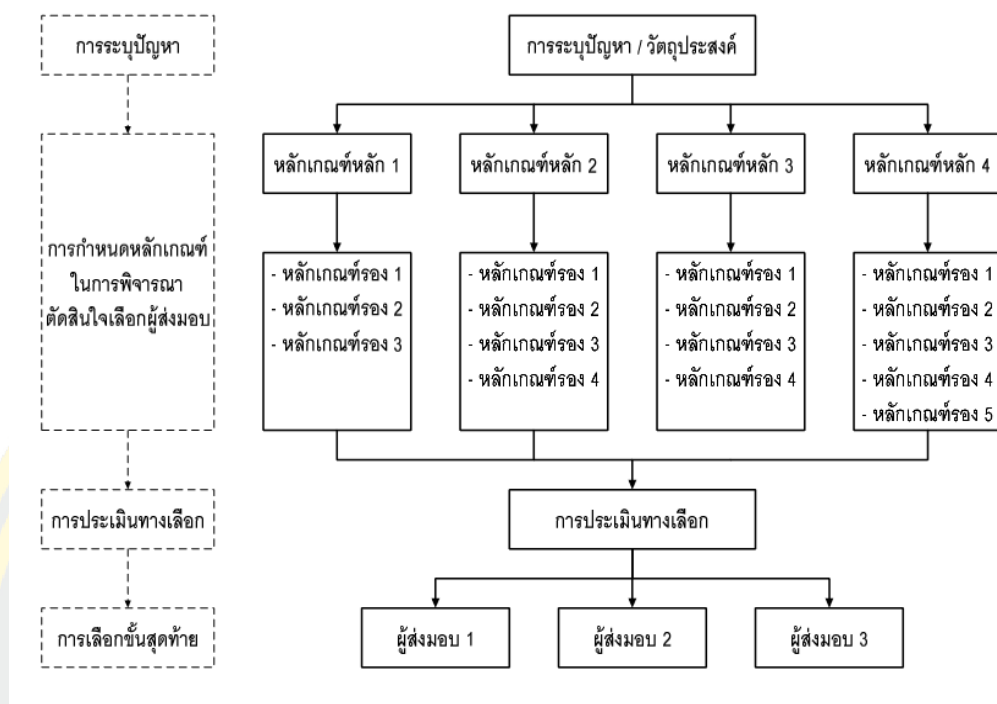 การระบุปัญหา
การระบุปัญหา / วัตถุประสงค์
หลักเกณฑ์หลัก 1
หลักเกณฑ์หลัก 2
หลักเกณฑ์หลัก 3
หลักเกณฑ์หลัก 4
การกำหนดหลักเกณฑ์
ในการพิจารณา
ตัดสินใจเลือกผู้ส่งมอบ
- หลักเกณฑ์รอง 1
- หลักเกณฑ์รอง 2
- หลักเกณฑ์รอง 3
- หลักเกณฑ์รอง 1
- หลักเกณฑ์รอง 2
- หลักเกณฑ์รอง 3
- หลักเกณฑ์รอง 4
- หลักเกณฑ์รอง 1
- หลักเกณฑ์รอง 2
- หลักเกณฑ์รอง 3
- หลักเกณฑ์รอง 4
- หลักเกณฑ์รอง 1
- หลักเกณฑ์รอง 2
- หลักเกณฑ์รอง 3
- หลักเกณฑ์รอง 4
- หลักเกณฑ์รอง 5
การประเมินทางเลือก
การประเมินทางเลือก
การเลือกขั้นสุดท้าย
ผู้ส่งมอบ 1
ผู้ส่งมอบ 2
ผู้ส่งมอบ 3